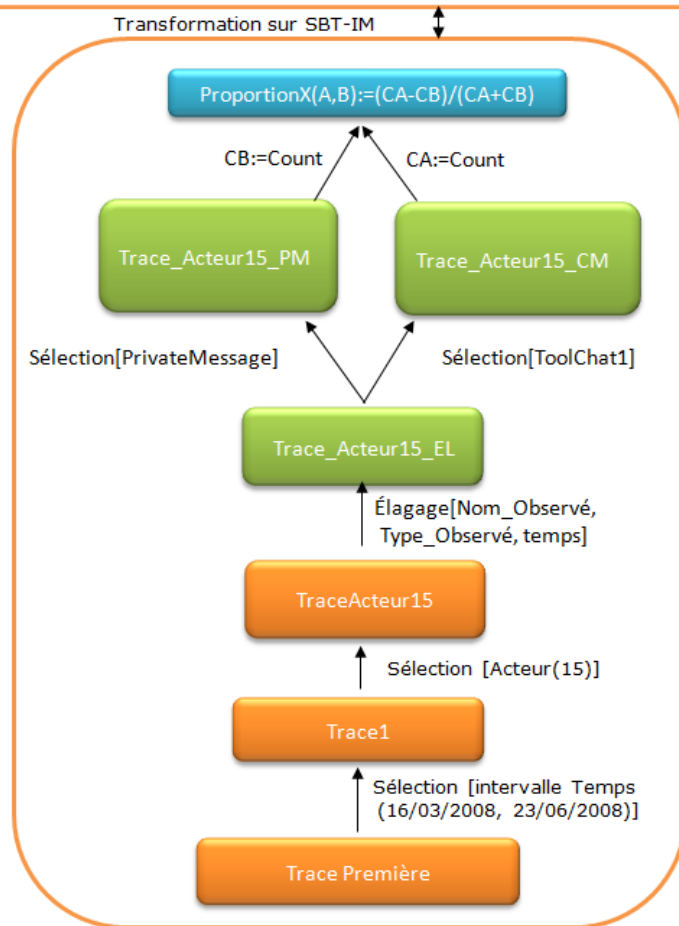 Transformation sur SBT-IM
ProportionX(A,B):=(CA-CB)/(CA+CB)
CB:=Count
CA:=Count
Trace_Acteur15_PM
Trace_Acteur15_CM
Sélection[PrivateMessage]
Sélection[ToolChat1]
Trace_Acteur15_EL
Élagage[Nom_Observé,
Type_Observé, temps]
TraceActeur15
Sélection [Acteur(15)]
Trace1
Sélection [intervalle Temps
(16/03/2008, 23/06/2008)]
Trace Première